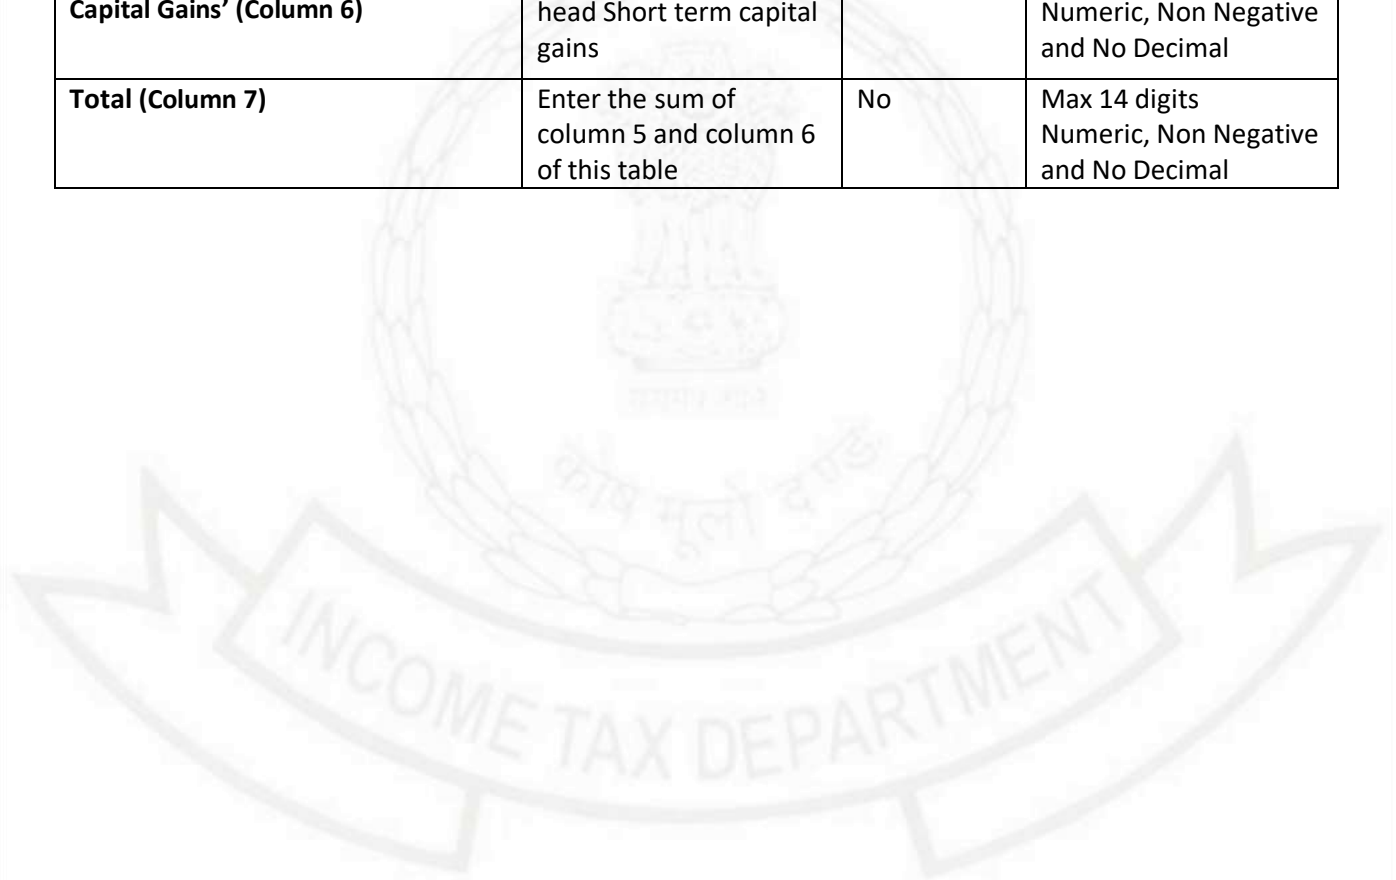 Capital Gains’ (Column 6)
head Short term capital
gains
Numeric, Non Negative
and No Decimal
Total (Column 7)
Enter the sum of
column 5 and column 6
of this table
No
Max 14 digits
Numeric, Non Negative
and No Decimal
कोष मूलो दण्ड
INCOME TAX DEPARTMENT